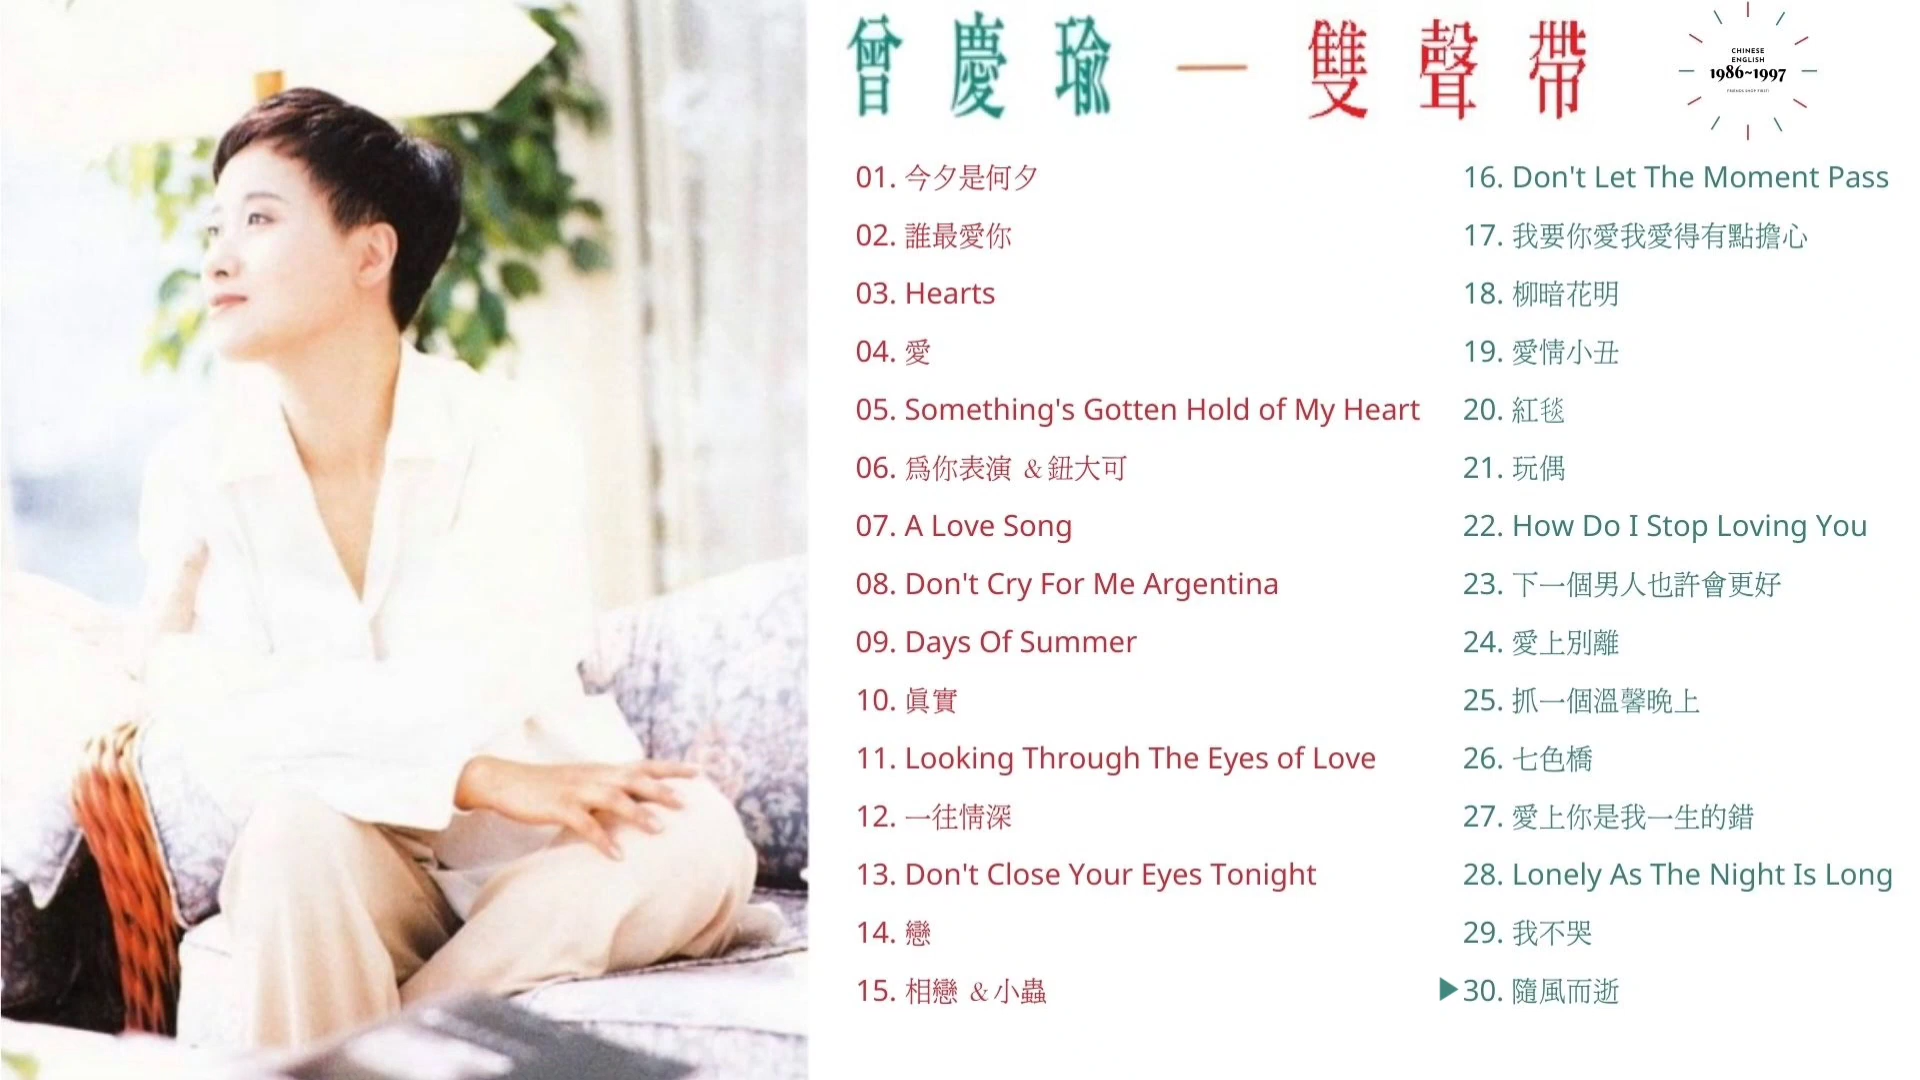 曾慶瑜 — 雙聲帶
CHINESE
ENGLISH
1986~1997
01. 今夕是何夕
02. 誰最愛你
03. Hearts
04. 愛
05. Something's Gotten Hold of My Heart
06. 爲你表演 &鈕大可
07. A Love Song
08. Don't Cry For Me Argentina
09. Days Of Summer
10. 眞實
11. Looking Through The Eyes of Love
12. 一往情深
13. Don't Close Your Eyes Tonight
14. 戀
15. 相戀 &小蟲
16. Don't Let The Moment Pass
17. 我要你愛我愛得有點擔心
18. 柳暗花明
19. 愛情小丑
20. 紅毯
21. 玩偶
22. How Do I Stop Loving You
23. 下一個男人也許會更好
24. 愛上別離
25. 抓一個溫馨晚上
26. 七色橋
27. 愛上你是我一生的錯
28. Lonely As The Night Is Long
29. 我不哭
▶30. 隨風而逝